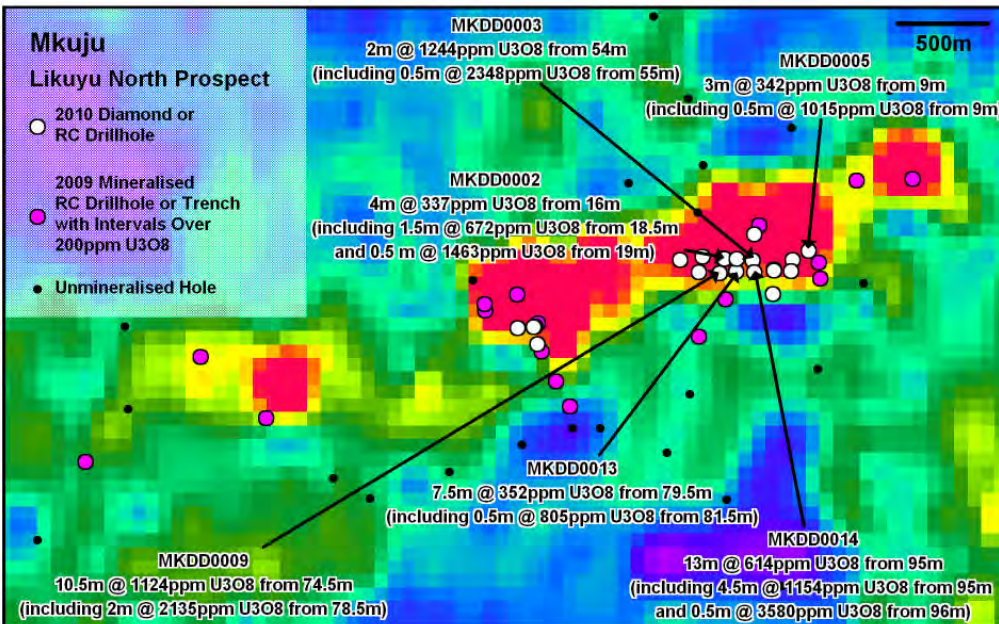 Mkuju
Likuyu North Prospect
2010 Diamond or
RC Drillhole
2009 Mineralised
RC Drillhole or Trench
with Intervals Over
200ppm U3O8
Unmineralised Hole
MKDD0003
2m @ 1244ppm U3O8 from 54m
(including 0.5m @ 2348ppm U3O8 from 55m)
500m
MKDD0005
3m @ 342ppm U3O8 from 9m
(including 0.5m @ 1015ppm U3O8 from 9m)
MKDD0002
4m @ 337ppm U3O8 from 16m
(including 1.5m @ 672ppm U3O8 from 18.5m
and 0.5 m @ 1463ppm U3O8 from 19m)
MKDD0013
7.5m @ 352ppm U3O8 from 79.5m
(including 0.5m @ 805ppm U3O8 from 81.5m)
MKDD0009
10.5m @ 1124ppm U3O8 from 74.5m
(including 2m @ 2135ppm U3O8 from 78.5m)
MKDD0014
13m @ 614ppm U3O8 from 95m
(including 4.5m @ 1154ppm U3O8 from 95m
and 0.5m @ 3580ppm U3O8 from 96m)